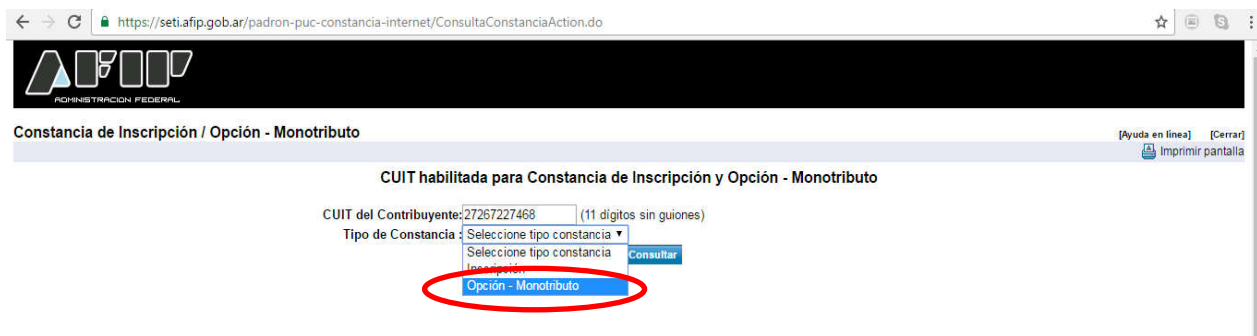 https://seti.afip.gob.ar/padron-puc-constancia-internet/ConsultaConstanciaAction.do
AFIP
ADMINISTRACION FEDERAL
Constancia de Inscripción / Opción - Monotributo
[Ayuda en línea] [Cerrar]
Imprimir pantalla
CUIT habilitada para Constancia de Inscripción y Opción - Monotributo
CUIT del Contribuyente: 27267227468 (11 dígitos sin guiones)
Tipo de Constancia : Seleccione tipo constancia
Seleccione tipo constancia
Consultar
Inscripción
Opción - Monotributo